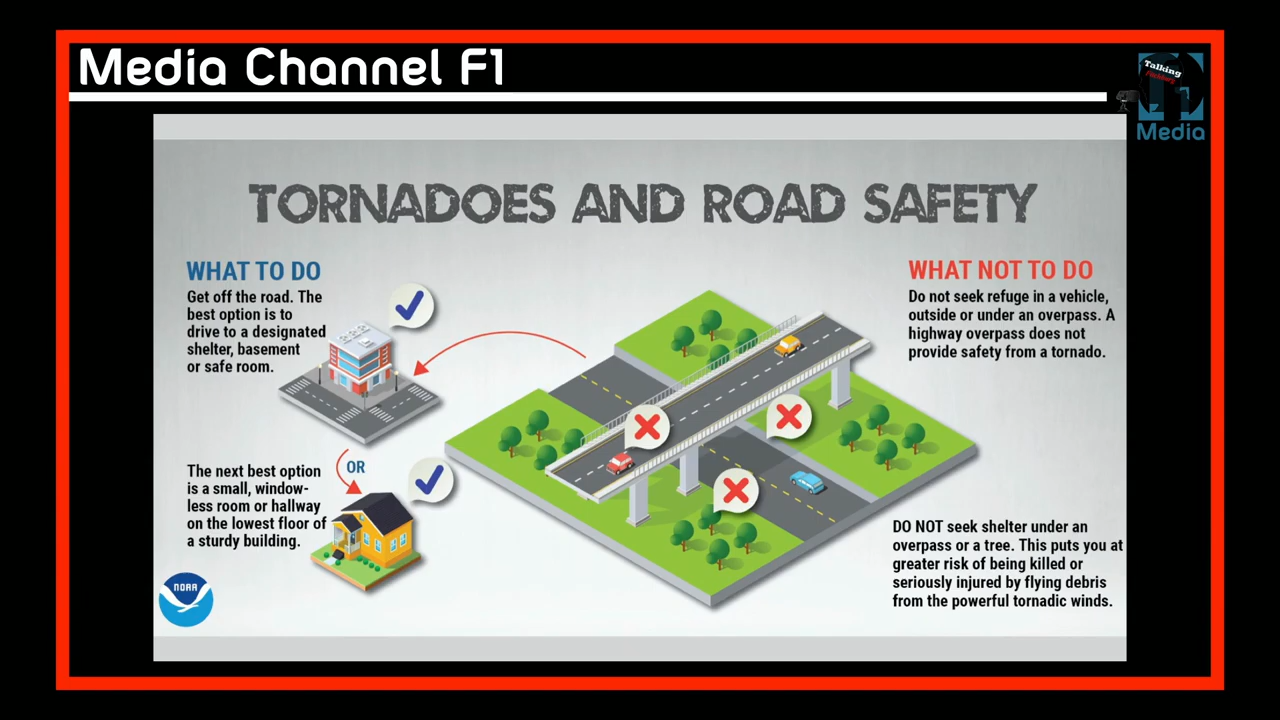 Media Channel F1
Talking
Media
TORNADOES AND ROAD SAFETY
WHAT TO DO
Get off the road. The
best option is to
drive to a designated
shelter, basement
or safe room.
OR
The next best option
is a small, window-
less room or hallway
on the lowest floor of
a sturdy building.
NOAA
WHAT NOT TO DO
Do not seek refuge in a vehicle,
outside or under an overpass. A
highway overpass does not
provide safety from a tornado.
DO NOT seek shelter under an
overpass or a tree. This puts you at
greater risk of being killed or
seriously injured by flying debris
from the powerful tornadic winds.